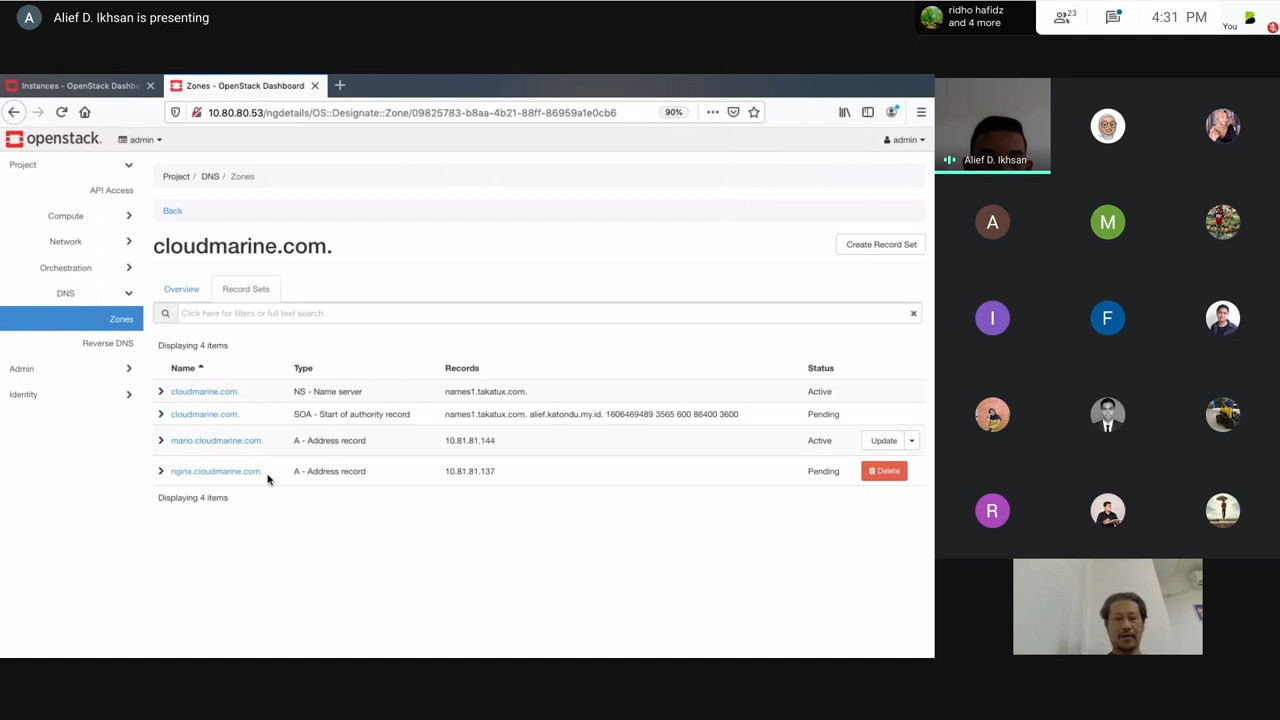 A
Alief D. Ikhsan is presenting
ridho hafidz
and 4 more
23
4:31 PM
You
Instances - OpenStack Dashbo
Zones - OpenStack Dashboard
10.80.80.53/ngdetails/OS::Designate::Zone/09825783-b8aa-4b21-88ff-86959a1e0cb6
90%
openstack.
admin
admin
Project
API Access
Compute
Network
Orchestration
DNS
Zones
Reverse DNS
Admin
Identity
Project / DNS / Zones
Back
cloudmarine.com.
Create Record Set
Overview
Record Sets
Click here for filters or full text search.
Displaying 4 items
Name Type Records Status
cloudmarine.com. NS - Name server names1.takatux.com. Active
cloudmarine.com. SOA - Start of authority record names1.takatux.com. alief.katondu.my.id. 1606469489 3565 600 86400 3600 Pending
mario.cloudmarine.com. A - Address record 10.81.81.144 Active Update
nginx.cloudmarine.com. A - Address record 10.81.81.137 Pending Delete
Displaying 4 items
Alief D. Ikhsan
A
M
I
F
R